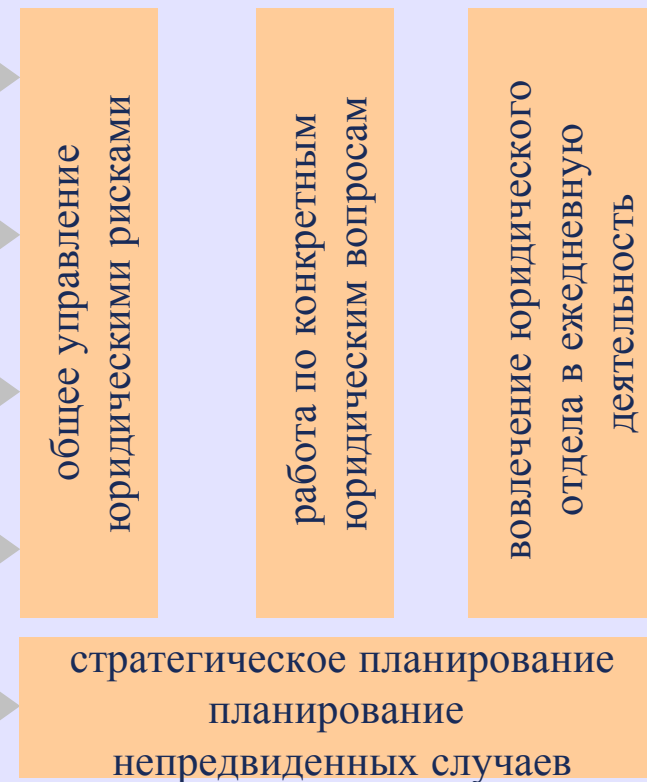 общее управление
юридическими рисками
работа по конкретным
юридическим вопросам
вовлечение юридического
отдела в ежедневную
деятельность
стратегическое планирование
планирование
непредвиденных случаев